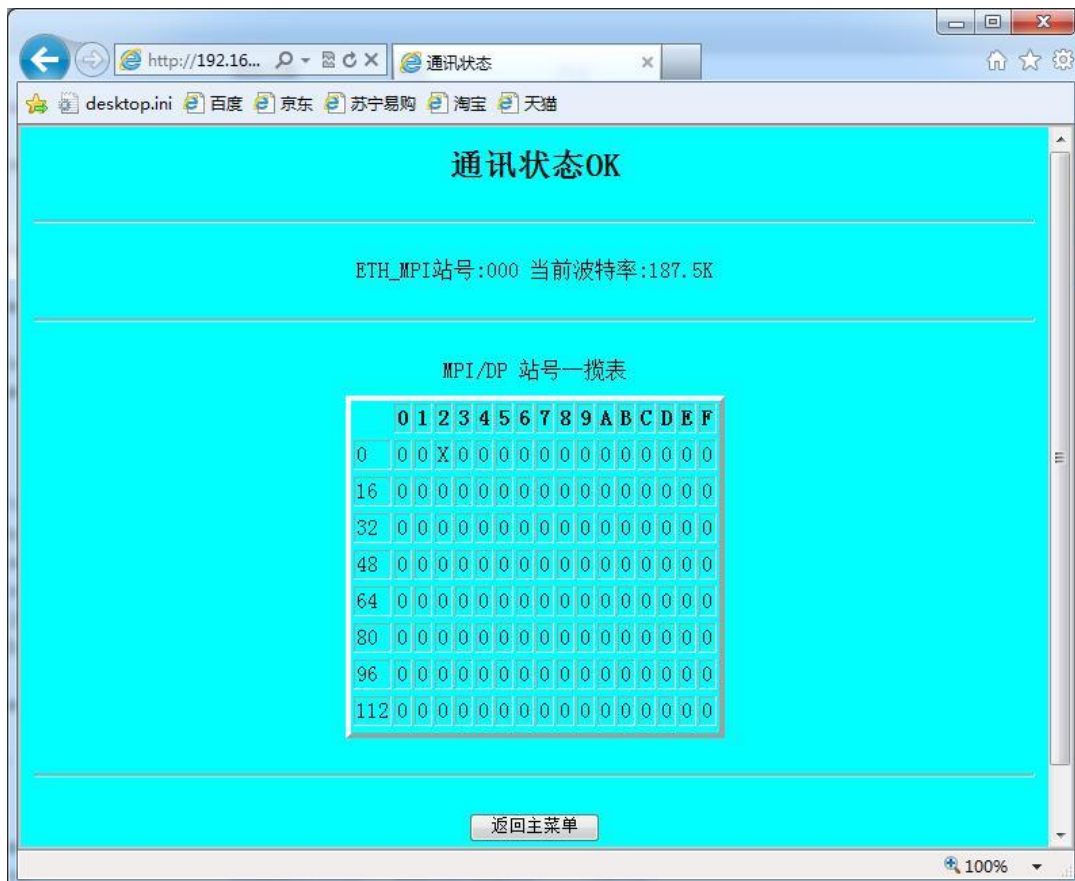 http://192.16...
通讯状态
desktop.ini 百度 京东 苏宁易购 淘宝 天猫
通讯状态OK
ETH_MPI站号:000 当前波特率:187.5K
MPI/DP 站号一揽表
0 1 2 3 4 5 6 7 8 9 A B C D E F
0 0 0 X 0 0 0 0 0 0 0 0 0 0 0 0 0
16 0 0 0 0 0 0 0 0 0 0 0 0 0 0 0 0
32 0 0 0 0 0 0 0 0 0 0 0 0 0 0 0 0
48 0 0 0 0 0 0 0 0 0 0 0 0 0 0 0 0
64 0 0 0 0 0 0 0 0 0 0 0 0 0 0 0 0
80 0 0 0 0 0 0 0 0 0 0 0 0 0 0 0 0
96 0 0 0 0 0 0 0 0 0 0 0 0 0 0 0 0
112 0 0 0 0 0 0 0 0 0 0 0 0 0 0 0 0
返回主菜单
100%